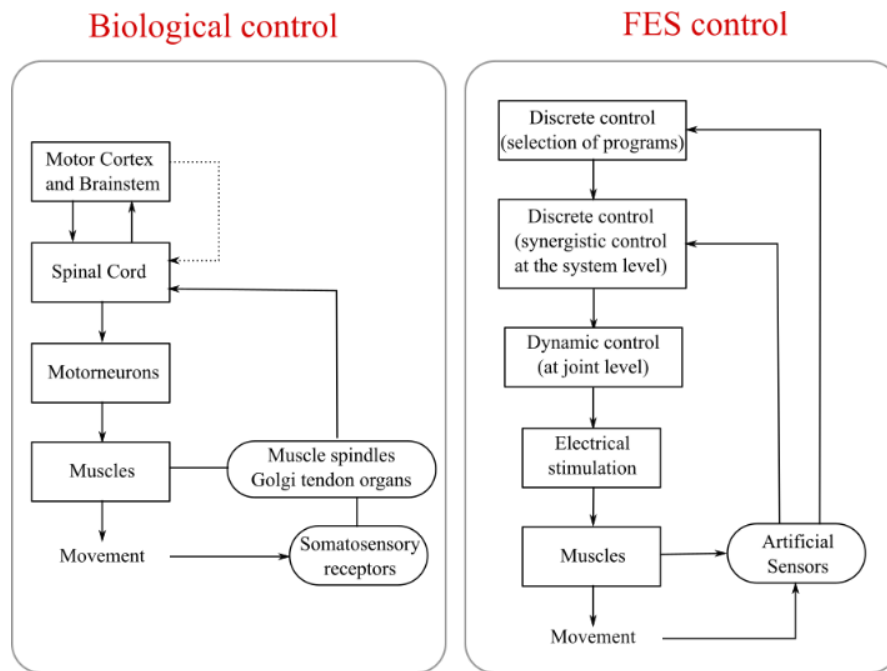 Biological control
Motor Cortex
and Brainstem
Spinal Cord
Motorneurons
Muscles
Muscle spindles
Golgi tendon organs
Movement
Somatosensory
receptors
FES control
Discrete control
(selection of programs)
Discrete control
(synergistic control
at the system level)
Dynamic control
(at joint level)
Electrical
stimulation
Muscles
Artificial
Sensors
Movement